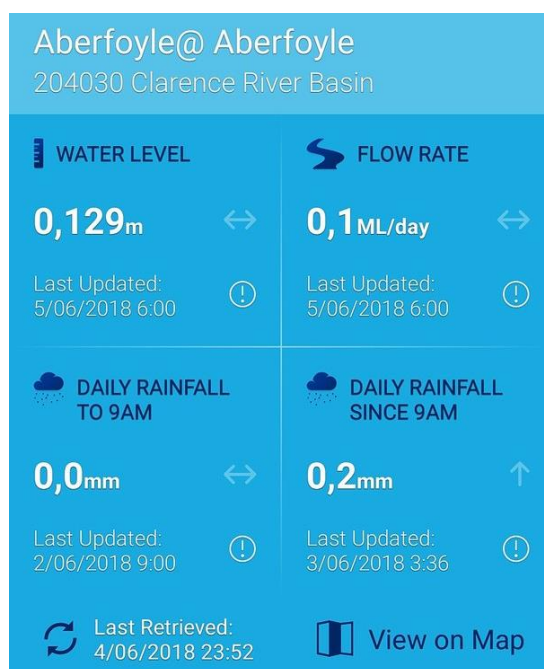 Aberfoyle@ Aberfoyle
204030 Clarence River Basin
WATER LEVEL
0,129m
Last Updated:
5/06/2018 6:00
FLOW RATE
0,1ML/day
Last Updated:
5/06/2018 6:00
DAILY RAINFALL
TO 9AM
0,0mm
Last Updated:
2/06/2018 9:00
DAILY RAINFALL
SINCE 9AM
0,2mm
Last Updated:
3/06/2018 3:36
Last Retrieved:
4/06/2018 23:52
View on Map